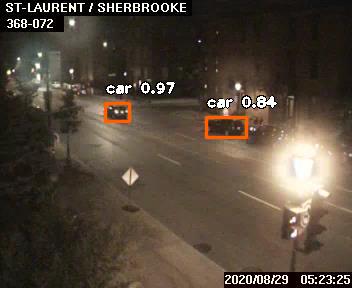 ST-LAURENT / SHERBROOKE
368-072
car 0.97
car 0.84
2020/08/29 05:23:25